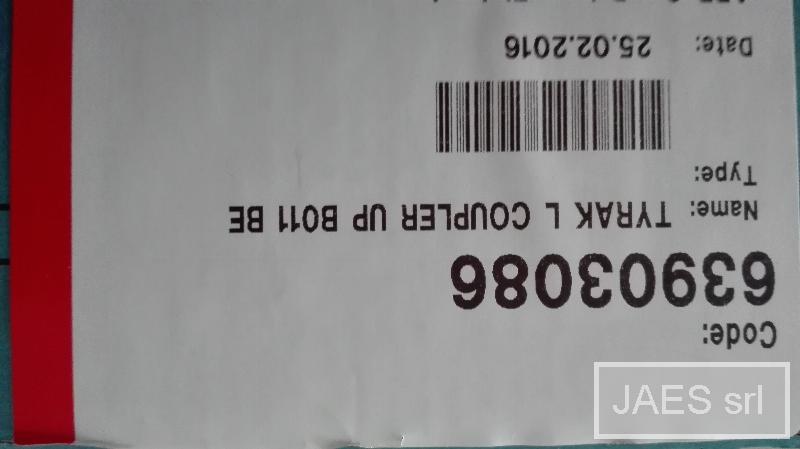 Code:
63903086
Name: TYRAK L COUPLER UP B011 BE
Type:
Date: 25.02.2016
JAES srl